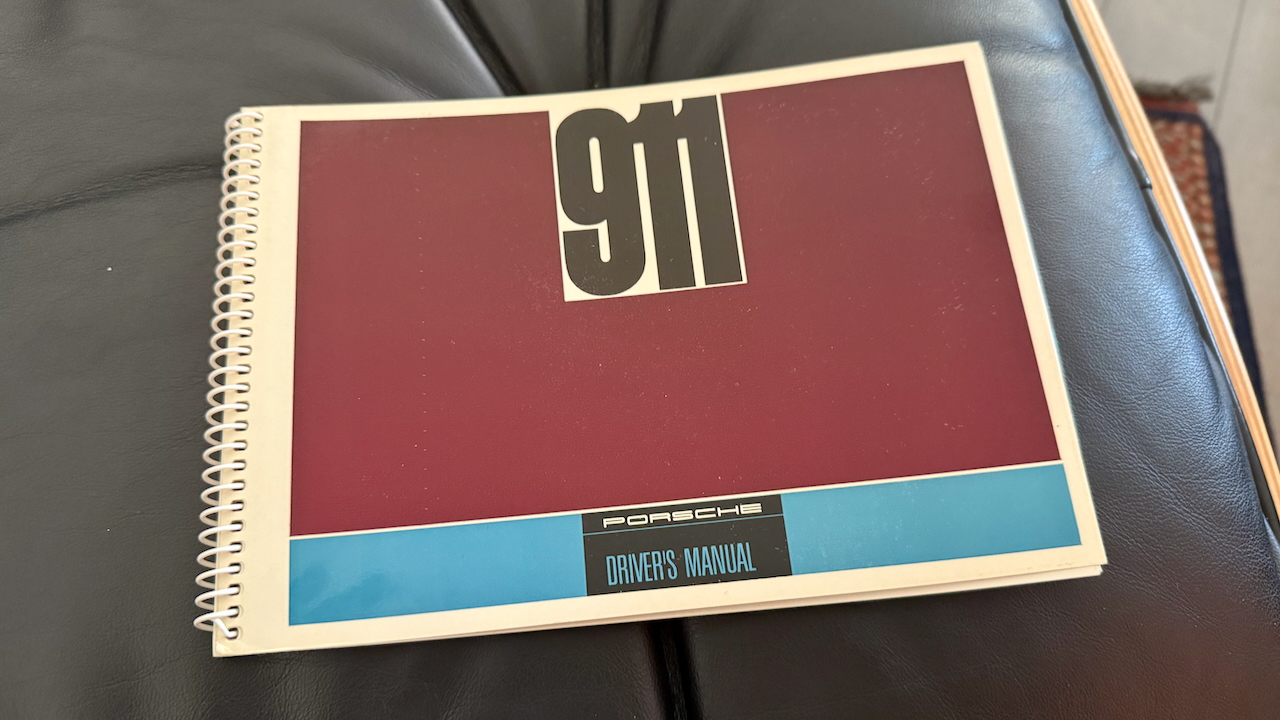 911
PORSCHE
DRIVER'S MANUAL